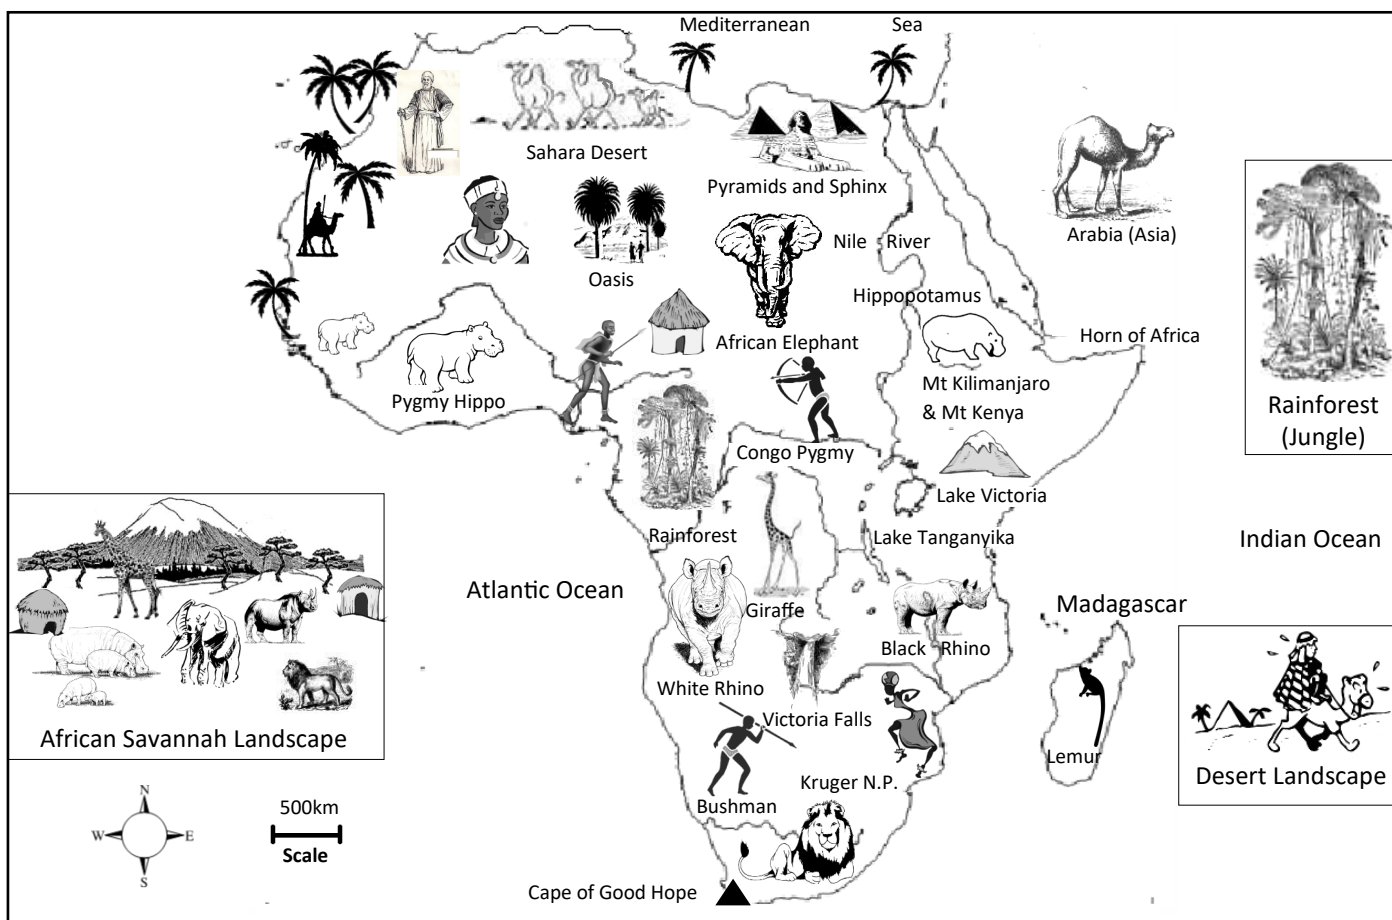 Mediterranean Sea
Sahara Desert
Pyramids and Sphinx
Arabia (Asia)
Nile River
Oasis
Hippopotamus
Horn of Africa
African Elephant
Mt Kilimanjaro
& Mt Kenya
Pygmy Hippo
Rainforest
(Jungle)
Congo Pygmy
Lake Victoria
Rainforest
Lake Tanganyika
Indian Ocean
Atlantic Ocean
Giraffe
Madagascar
Black Rhino
White Rhino
Victoria Falls
African Savannah Landscape
Lemur
Desert Landscape
Kruger N.P.
Bushman
N
W
E
S
500km
Scale
Cape of Good Hope